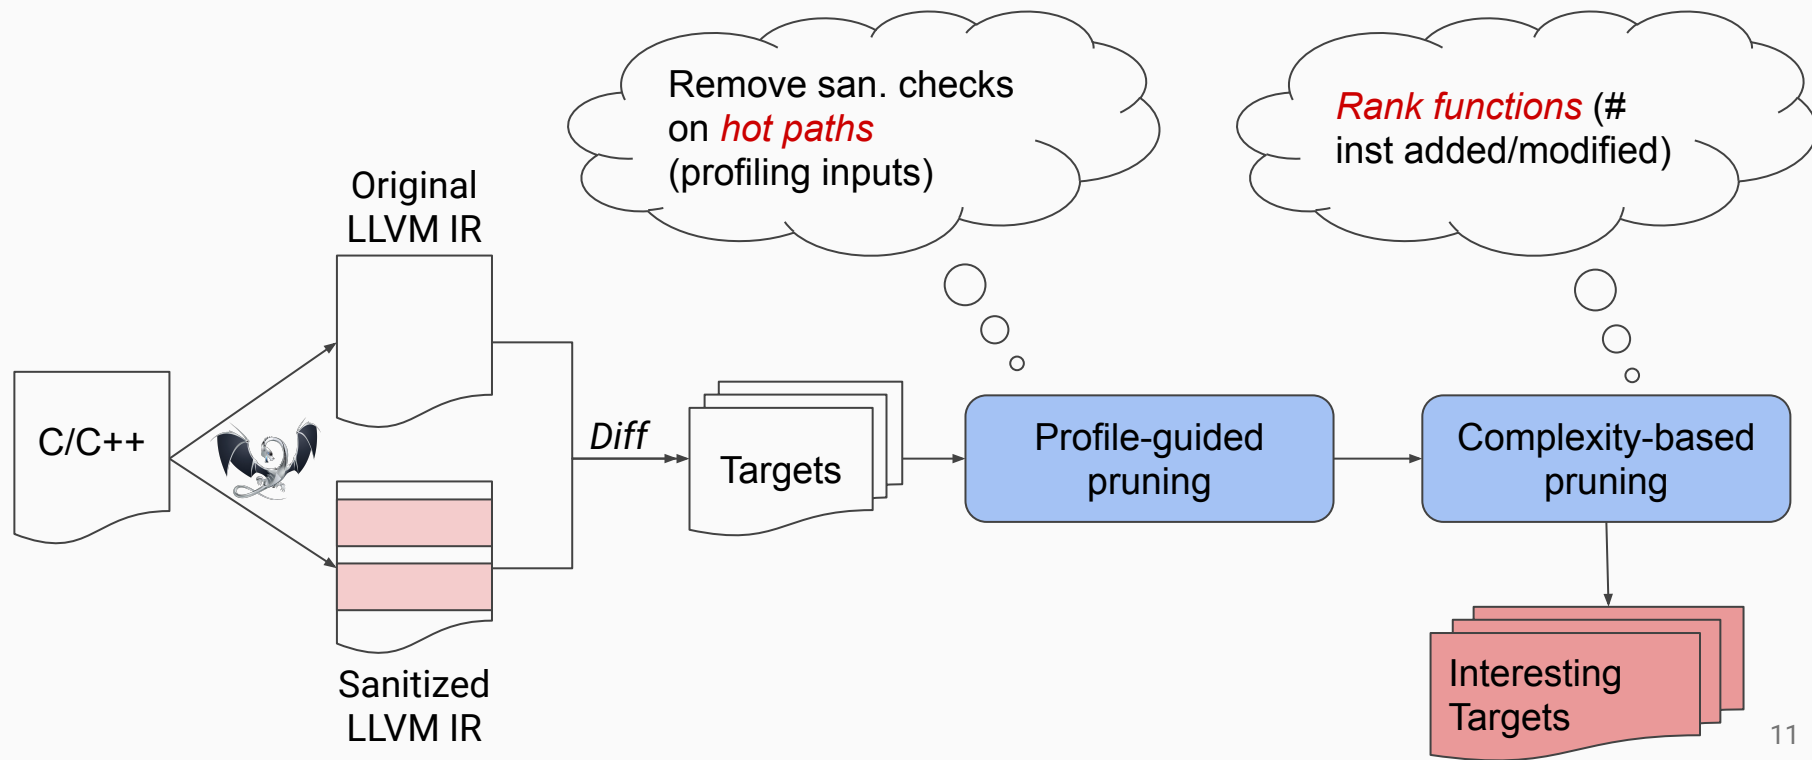 Remove san. checks
on hot paths
(profiling inputs)
Rank functions (#
inst added/modified)
Original
LLVM IR
C/C++
Diff
Targets
Profile-guided
pruning
Complexity-based
pruning
Sanitized
LLVM IR
Interesting
Targets
11